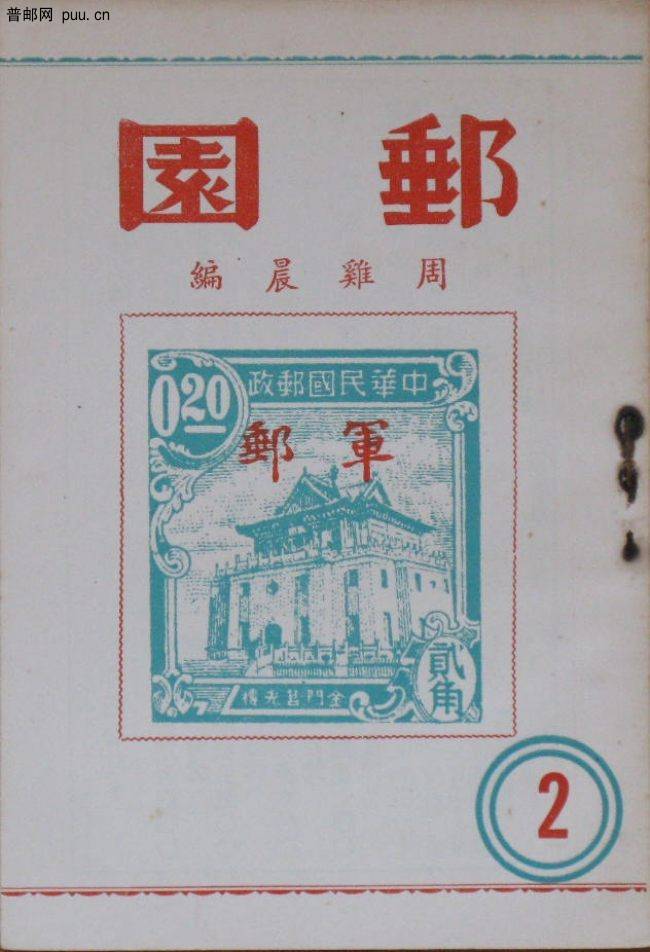 普邮网 puu.cn
郵園
周雞晨編
中華民國郵政
0.20
軍郵
貳角
金門莒光樓
2